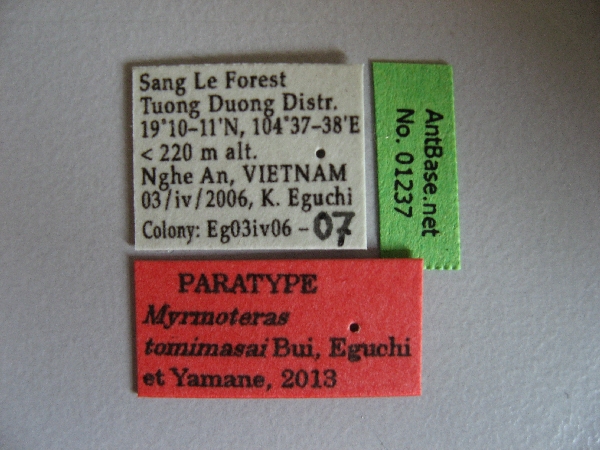 Sang Le Forest
Tuong Duong Distr.
19°10-11'N, 104°37-38'E
< 220 m alt.
Nghe An, VIETNAM
03/iv/2006, K. Eguchi
Colony: Eg03iv06 - 07
AntBase.net
No. 01237
PARATYPE
Myrmoteras
tomimasai Bui, Eguchi
et Yamane, 2013